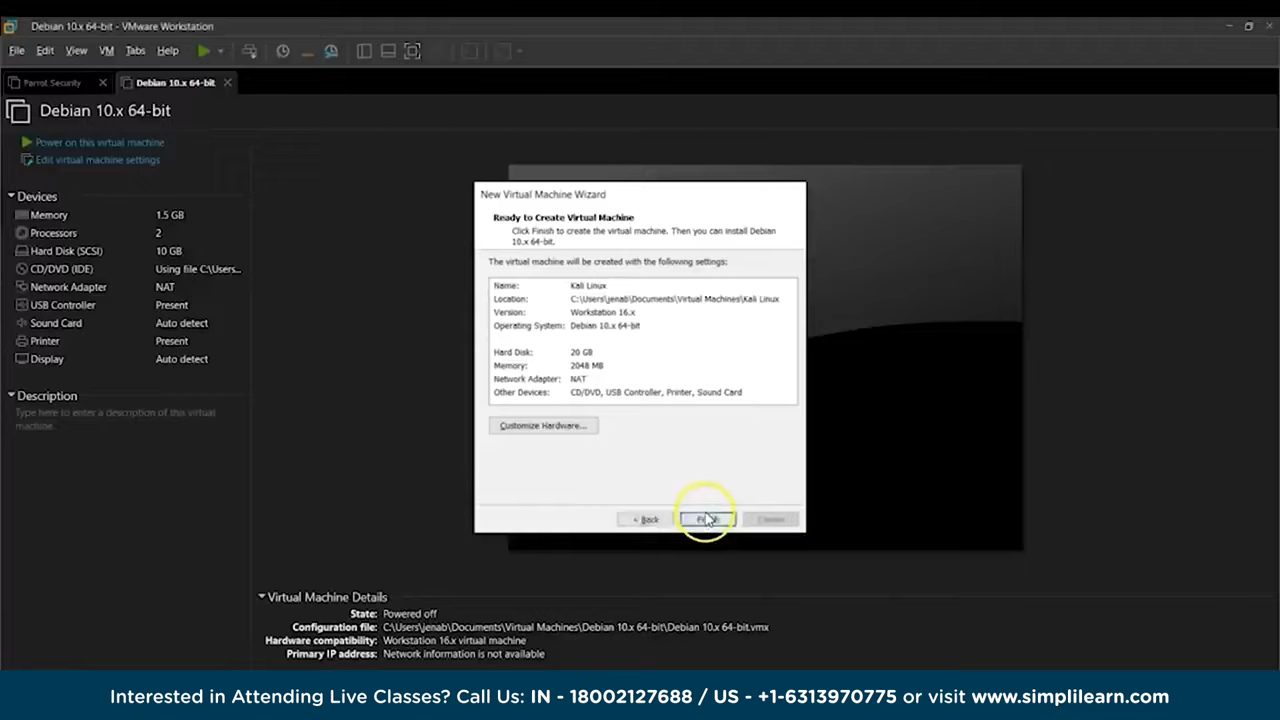 Debian 10.x 64-bit - VMware Workstation
File Edit View VM Tabs Help
Parrot Security Debian 10.x 64-bit
Debian 10.x 64-bit
Power on this virtual machine
Edit virtual machine settings
Devices
Memory 1.5 GB
Processors 2
Hard Disk (SCSI) 10 GB
CD/DVD (IDE) Using file C:\Users...
Network Adapter NAT
USB Controller Present
Sound Card Auto detect
Printer Present
Display Auto detect
Description
Type here to enter a description of this virtual
machine.
New Virtual Machine Wizard
Ready to Create Virtual Machine
Click Finish to create the virtual machine. Then you can install Debian
10.x 64-bit.
The virtual machine will be created with the following settings:
Name: Kali Linux
Location: C:\Users\jenab\Documents\Virtual Machines\Kali Linux
Version: Workstation 16.x
Operating System: Debian 10.x 64-bit
Hard Disk: 20 GB
Memory: 2048 MB
Network Adapter: NAT
Other Devices: CD/DVD, USB Controller, Printer, Sound Card
Customize Hardware...
< Back
Virtual Machine Details
State: Powered off
Configuration file: C:\Users\jenab\Documents\Virtual Machines\Debian 10.x 64-bit\Debian 10.x 64-bit.vmx
Hardware compatibility: Workstation 16.x virtual machine
Primary IP address: Network information is not available
Interested in Attending Live Classes? Call Us: IN - 18002127688 / US - +1-6313970775 or visit www.simplilearn.com